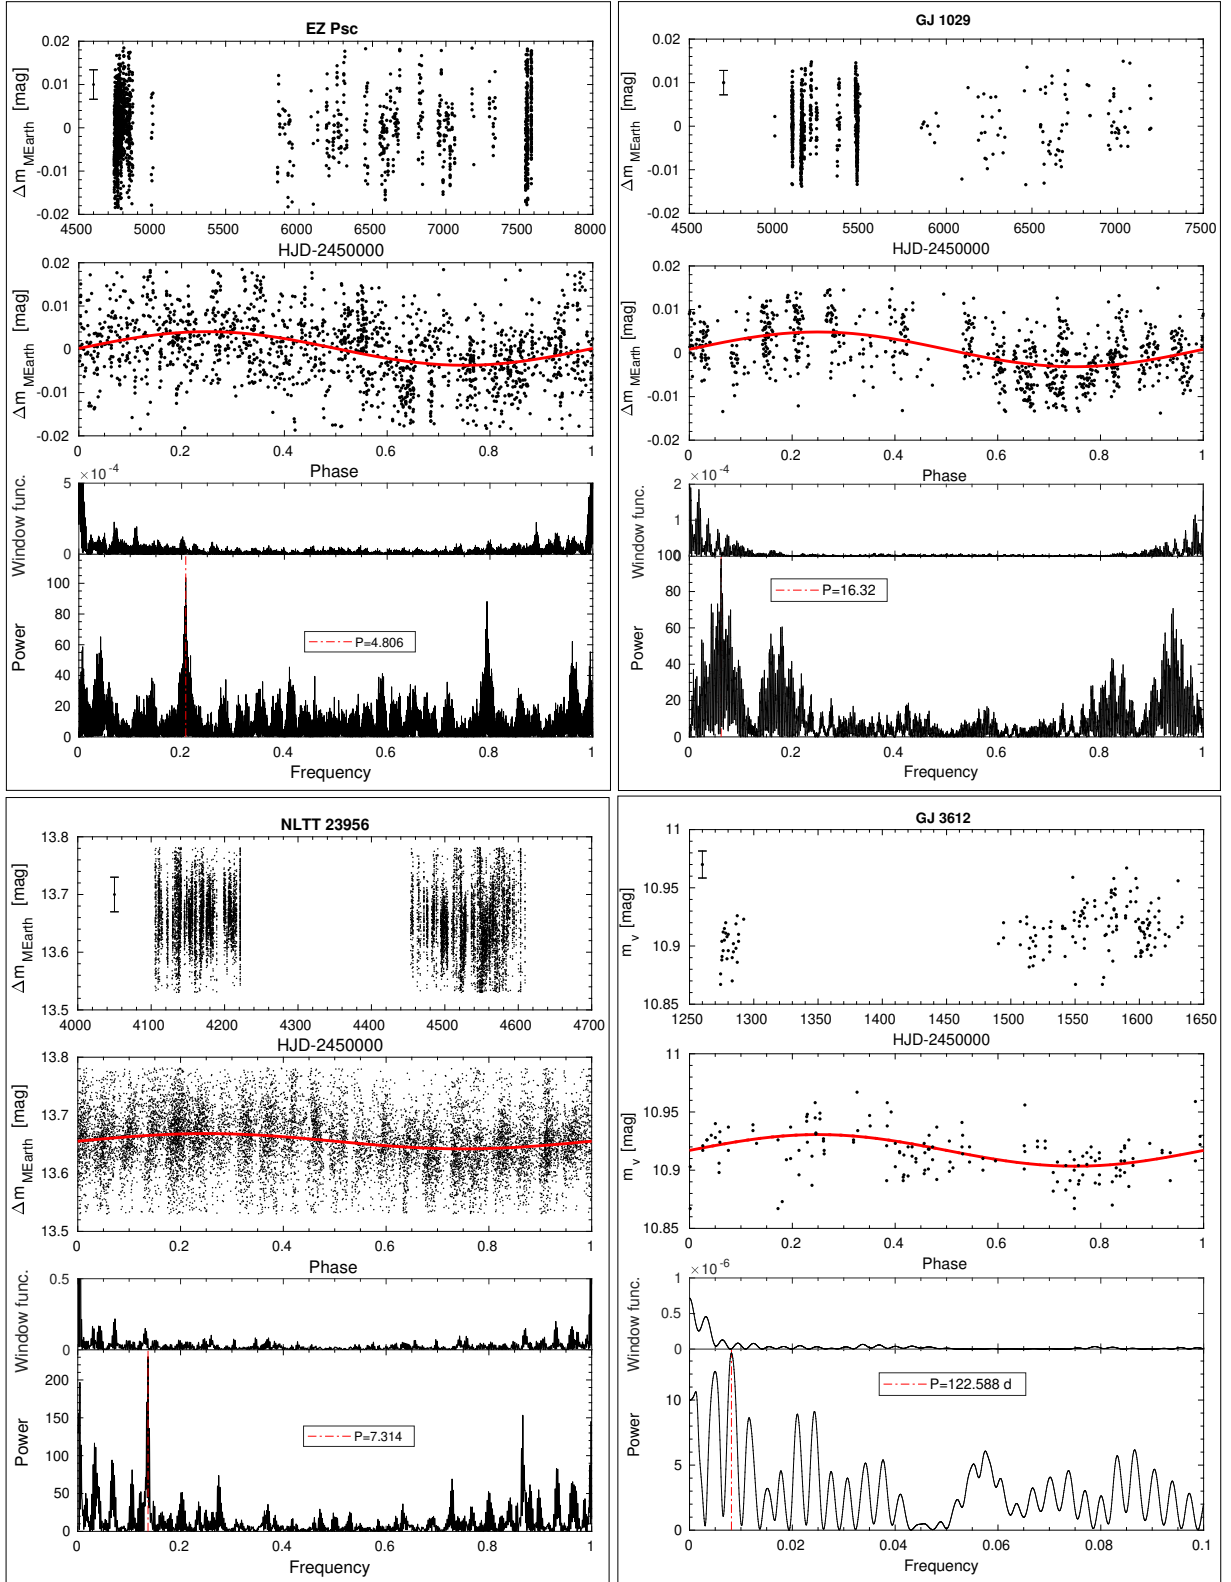 EZ Psc
Δm MEarth [mag]
0.02
0.01
0
-0.01
-0.02
4500 5000 5500 6000 6500 7000 7500 8000
HJD-2450000
Δm MEarth [mag]
0.02
0.01
0
-0.01
-0.02
0 0.2 0.4 0.6 0.8 1
Phase
Window func.
×10^-4
5
0
Power
100
80
60
40
20
0
P=4.806
0 0.2 0.4 0.6 0.8 1
Frequency
GJ 1029
Δm MEarth [mag]
0.02
0.01
0
-0.01
-0.02
4500 5000 5500 6000 6500 7000 7500
HJD-2450000
Δm MEarth [mag]
0.02
0.01
0
-0.01
-0.02
0 0.2 0.4 0.6 0.8 1
Phase
Window func.
×10^-4
2
1
0
Power
100
80
60
40
20
0
P=16.32
0 0.2 0.4 0.6 0.8 1
Frequency
NLTT 23956
Δm MEarth [mag]
13.8
13.7
13.6
13.5
4000 4100 4200 4300 4400 4500 4600 4700
HJD-2450000
Δm MEarth [mag]
13.8
13.7
13.6
13.5
0 0.2 0.4 0.6 0.8 1
Phase
Window func.
0.5
0
Power
200
150
100
50
0
P=7.314
0 0.2 0.4 0.6 0.8 1
Frequency
GJ 3612
m v [mag]
11
10.95
10.9
10.85
1250 1300 1350 1400 1450 1500 1550 1600 1650
HJD-2450000
m v [mag]
11
10.95
10.9
10.85
0 0.2 0.4 0.6 0.8 1
Phase
Window func.
×10^-6
1
0.5
0
Power
10
5
0
P=122.588 d
0 0.02 0.04 0.06 0.08 0.1
Frequency